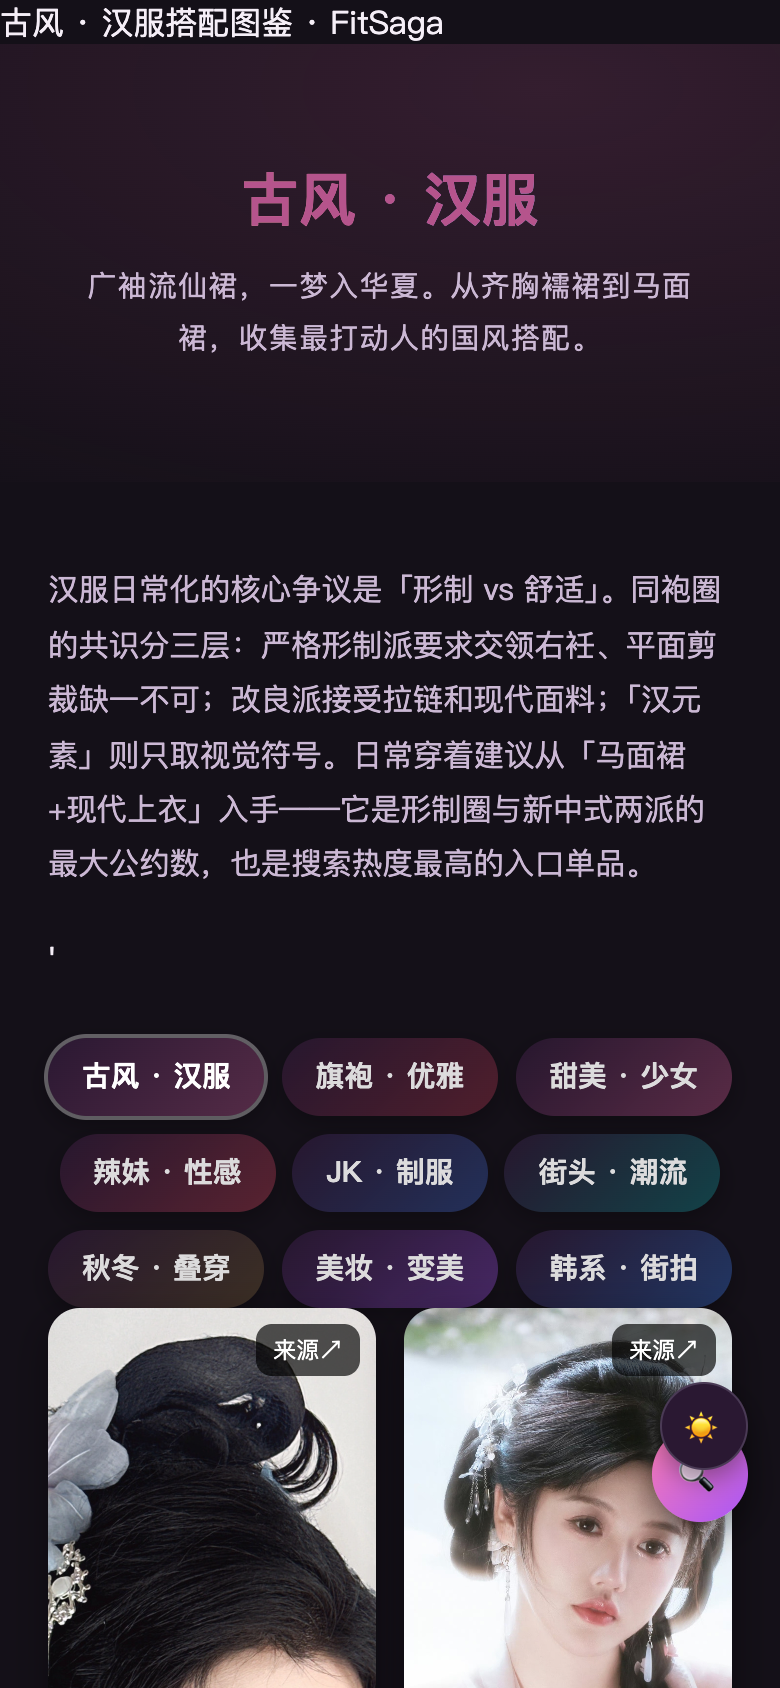 古风 · 汉服搭配图鉴 · FitSaga
古风 · 汉服
广袖流仙裙，一梦入华夏。从齐胸襦裙到马面
裙，收集最打动人的国风搭配。
汉服日常化的核心争议是「形制 vs 舒适」。同袍圈
的共识分三层：严格形制派要求交领右衽、平面剪
裁缺一不可；改良派接受拉链和现代面料；「汉元
素」则只取视觉符号。日常穿着建议从「马面裙
+现代上衣」入手——它是形制圈与新中式两派的
最大公约数，也是搜索热度最高的入口单品。
'
古风 · 汉服
旗袍 · 优雅
甜美 · 少女
辣妹 · 性感
JK · 制服
街头 · 潮流
秋冬 · 叠穿
美妆 · 变美
韩系 · 街拍
来源↗
来源↗